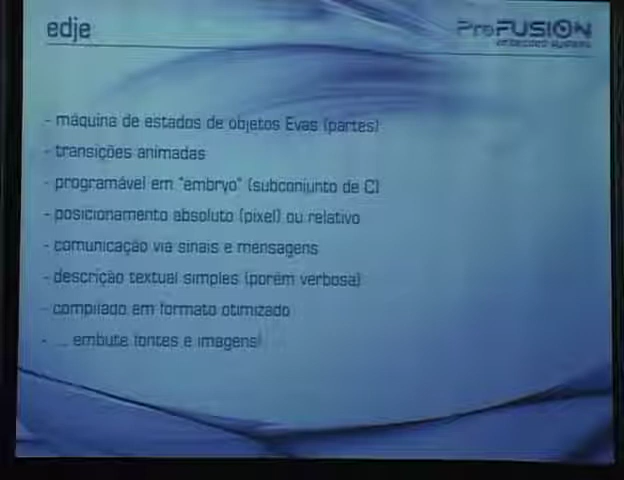 edje
ProFUSION
embedded systems
- máquina de estados de objetos Evas (partes)
- transições animadas
- programável em "embryo" (subconjunto de C)
- posicionamento absoluto (pixel) ou relativo
- comunicação via sinais e mensagens
- descrição textual simples (porém verbosa)
- compilado em formato otimizado
- ... embute fontes e imagens!